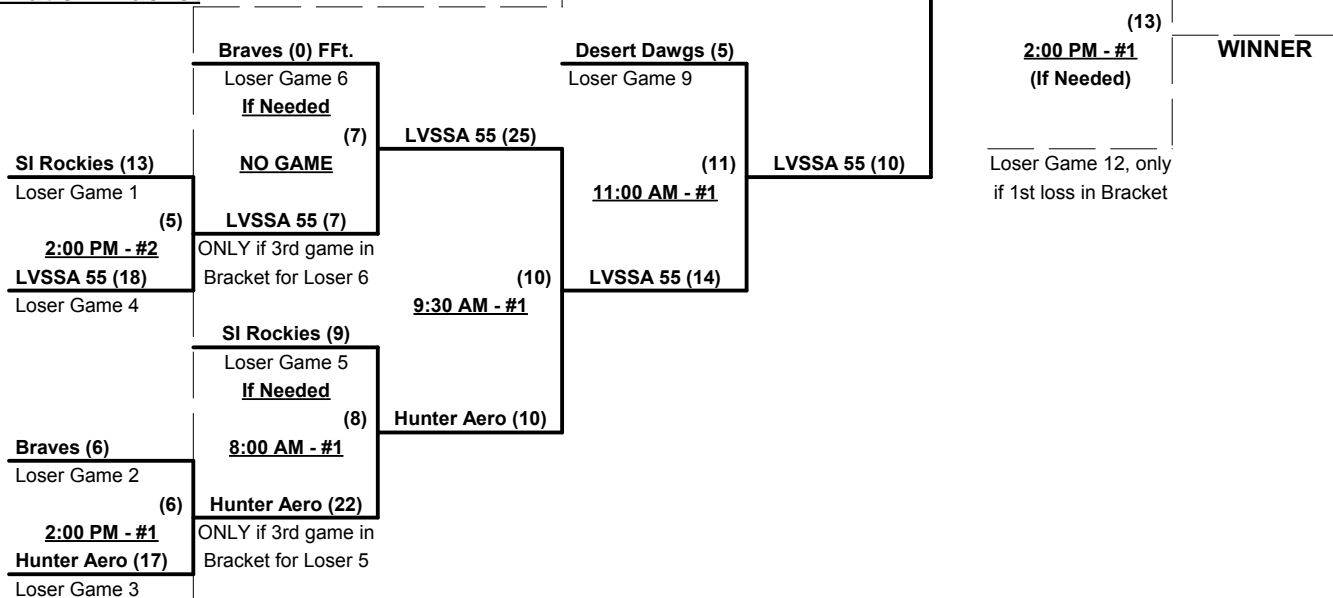 (13)
Braves (0) FFt.
Desert Dawgs (5)
2:00 PM - #1
WINNER
Loser Game 6
Loser Game 9
(If Needed)
If Needed
(7)
LVSSA 55 (25)
NO GAME
SI Rockies (13)
(11)
LVSSA 55 (10)
Loser Game 12, only
Loser Game 1
11:00 AM - #1
if 1st loss in Bracket
(5)
LVSSA 55 (7)
2:00 PM - #2
ONLY if 3rd game in
LVSSA 55 (18)
Bracket for Loser 6
(10)
LVSSA 55 (14)
Loser Game 4
9:30 AM - #1
SI Rockies (9)
Loser Game 5
If Needed
(8)
Hunter Aero (10)
Braves (6)
8:00 AM - #1
Loser Game 2
(6)
Hunter Aero (22)
2:00 PM - #1
ONLY if 3rd game in
Hunter Aero (17)
Bracket for Loser 5
Loser Game 3